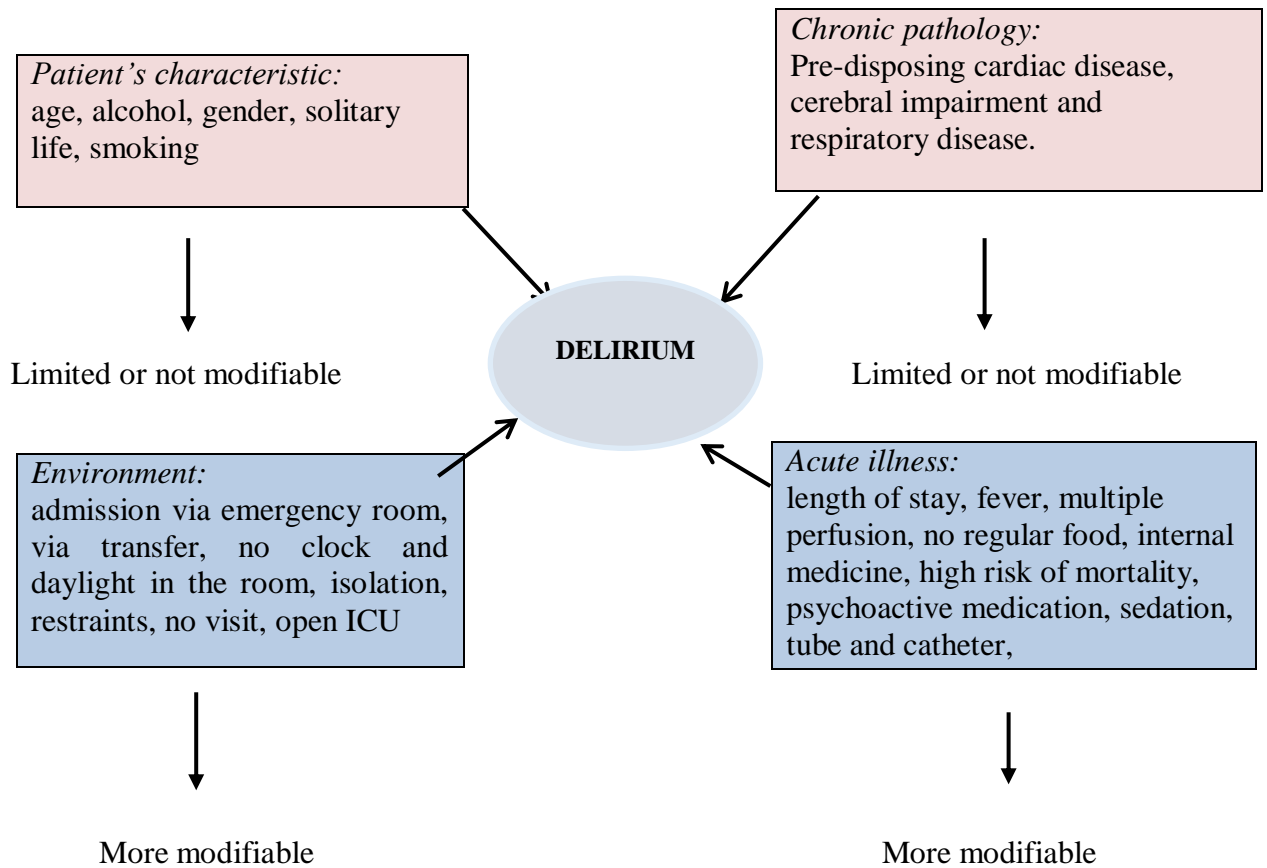 Patient's characteristic:
age, alcohol, gender, solitary
life, smoking
Chronic pathology:
Pre-disposing cardiac disease,
cerebral impairment and
respiratory disease.
DELIRIUM
Limited or not modifiable
Limited or not modifiable
Environment:
admission via emergency room,
via transfer, no clock and
daylight in the room, isolation,
restraints, no visit, open ICU
Acute illness:
length of stay, fever, multiple
perfusion, no regular food, internal
medicine, high risk of mortality,
psychoactive medication, sedation,
tube and catheter,
More modifiable
More modifiable